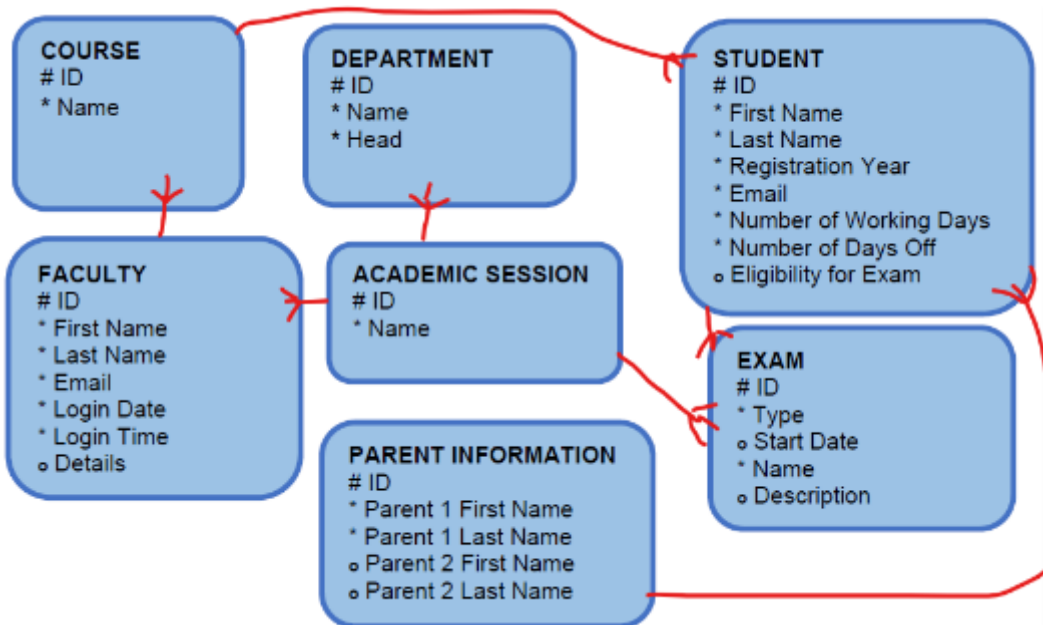 COURSE
# ID
* Name
DEPARTMENT
# ID
* Name
* Head
STUDENT
# ID
* First Name
* Last Name
* Registration Year
* Email
* Number of Working Days
* Number of Days Off
o Eligibility for Exam
FACULTY
# ID
* First Name
* Last Name
* Email
* Login Date
* Login Time
o Details
ACADEMIC SESSION
# ID
* Name
EXAM
# ID
* Type
o Start Date
* Name
o Description
PARENT INFORMATION
# ID
* Parent 1 First Name
* Parent 1 Last Name
o Parent 2 First Name
o Parent 2 Last Name